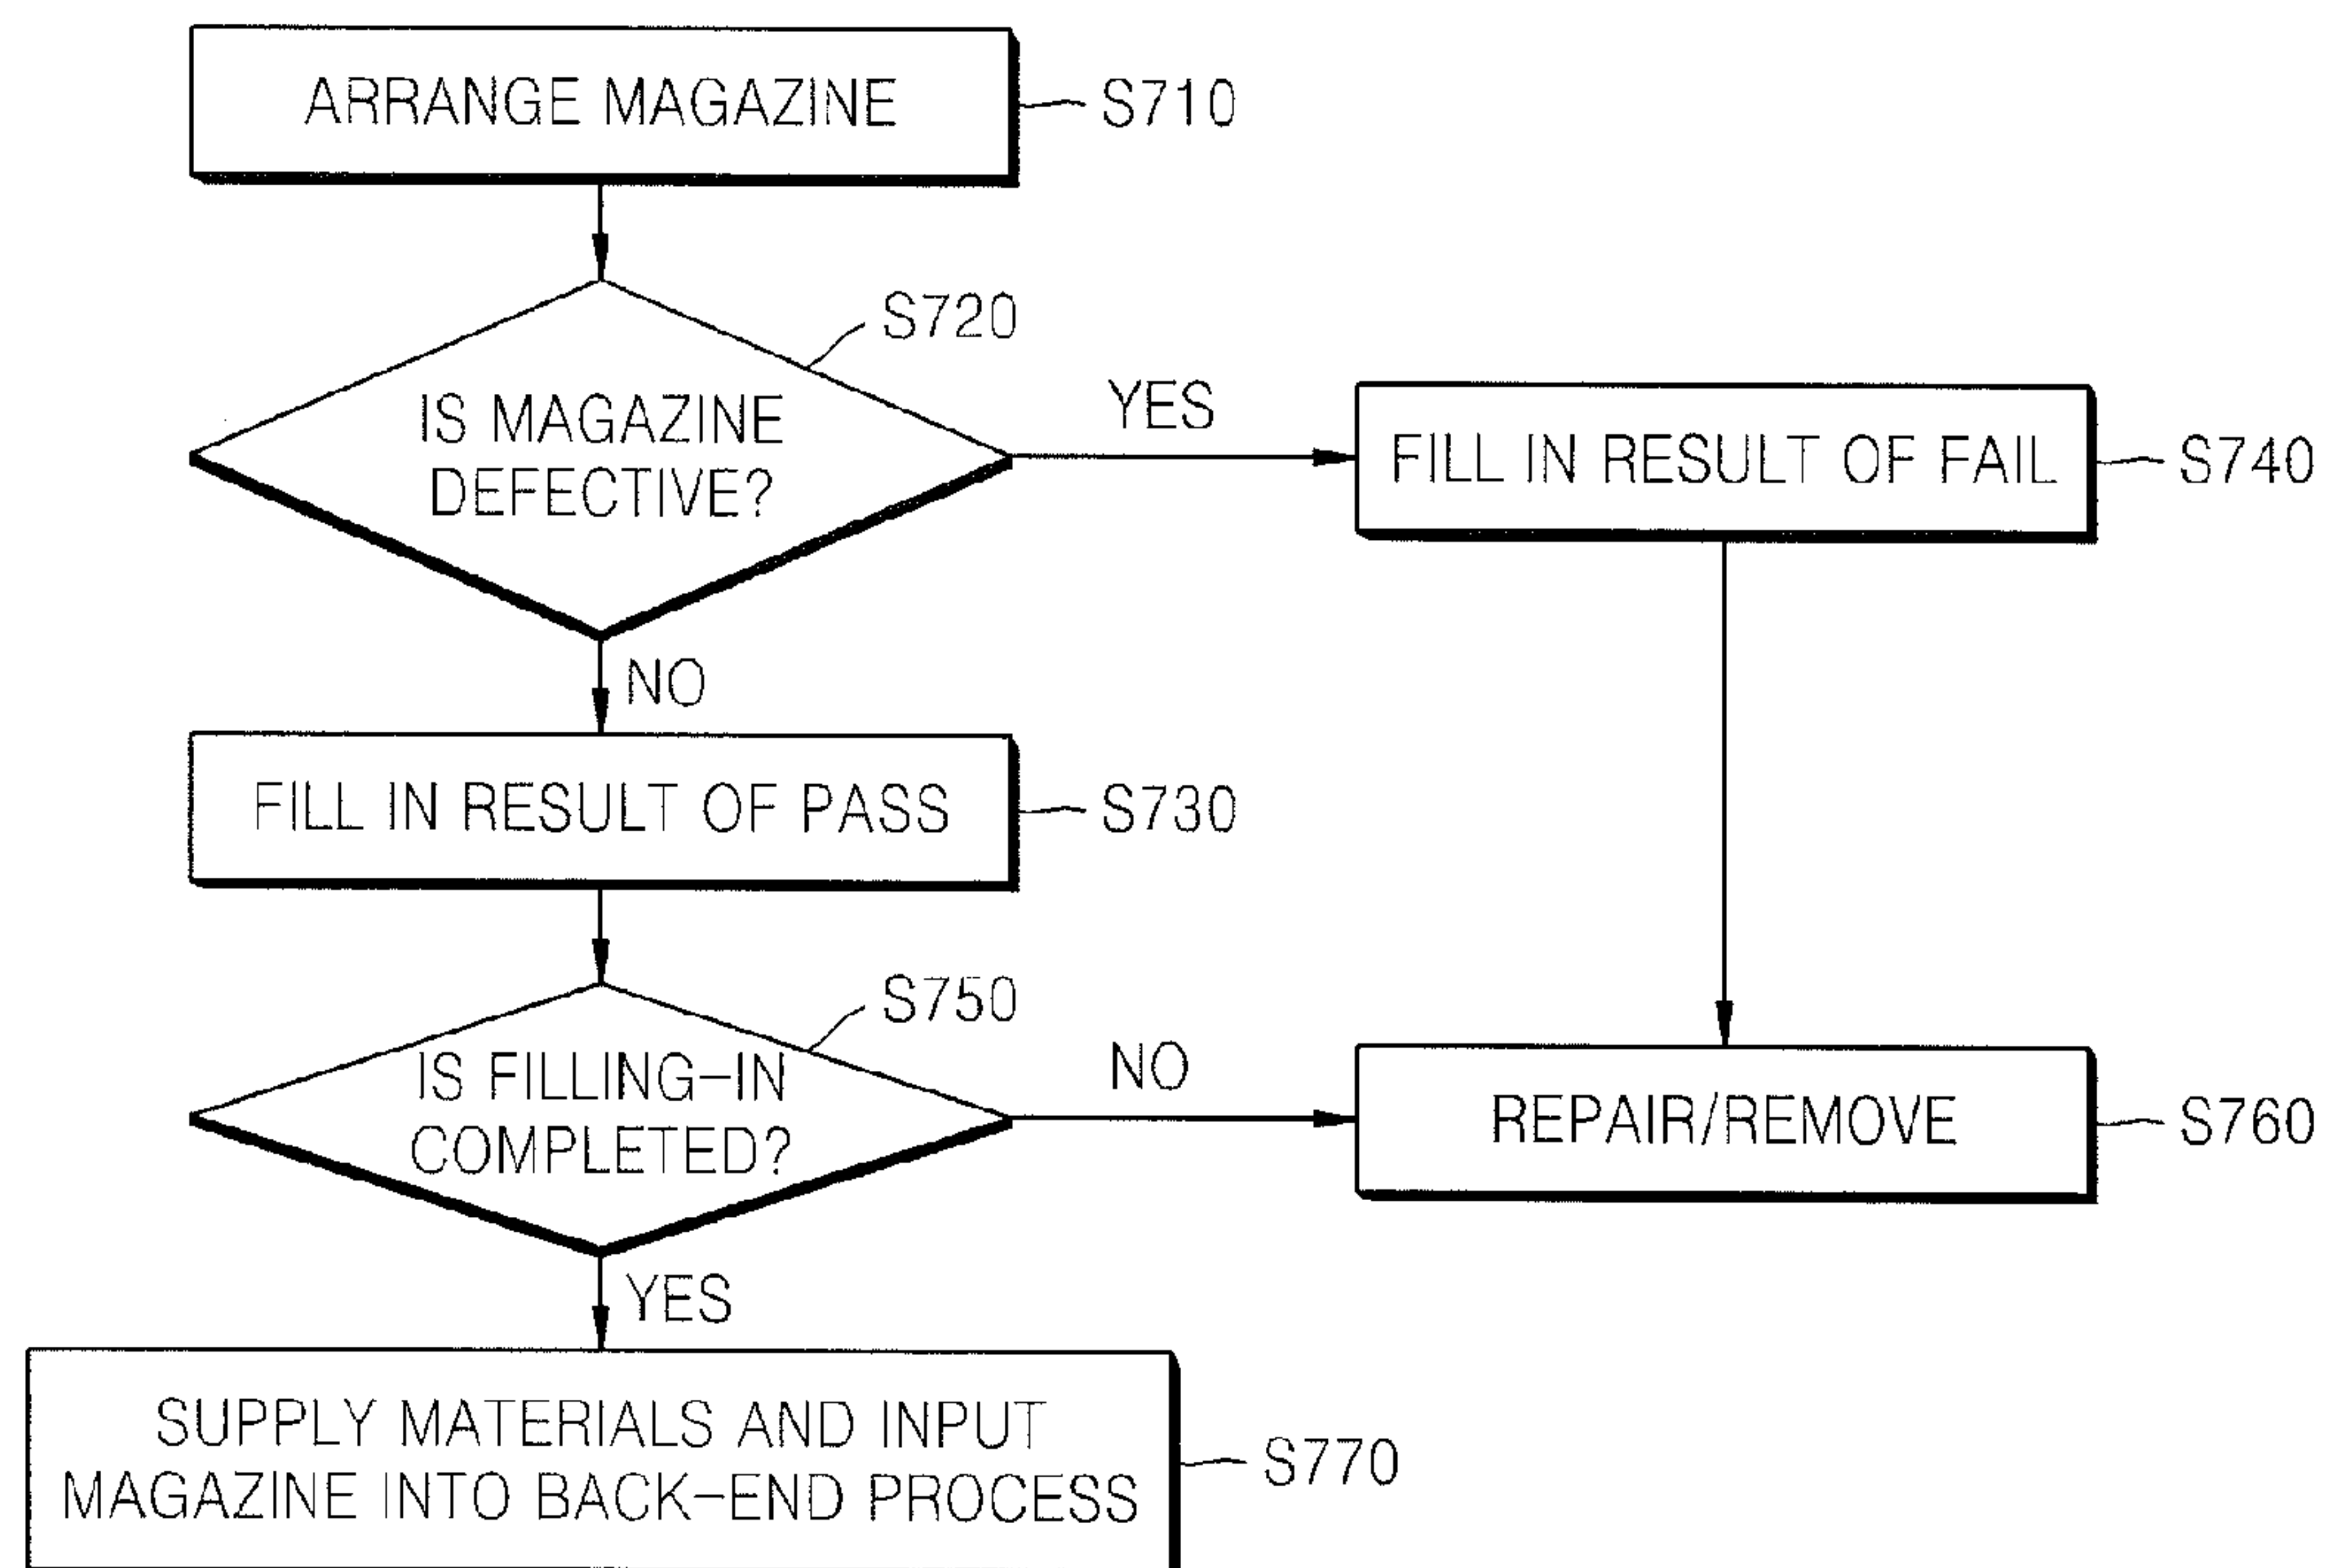 ARRANGE MAGAZINE
S710
S720
IS MAGAZINE
DEFECTIVE?
YES
FILL IN RESULT OF FAIL
S740
NO
FILL IN RESULT OF PASS
S730
S750
IS FILLING-IN
COMPLETED?
NO
REPAIR/REMOVE
S760
YES
SUPPLY MATERIALS AND INPUT
MAGAZINE INTO BACK-END PROCESS
S770